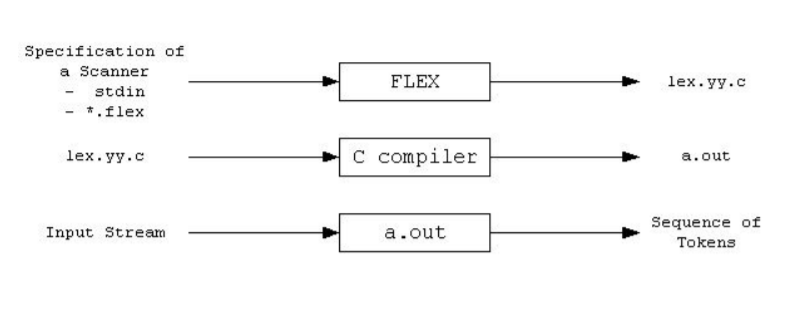 Specification of
a Scanner
- stdin
- *.flex
FLEX
lex.yy.c
lex.yy.c
C compiler
a.out
Input Stream
a.out
Sequence of
Tokens